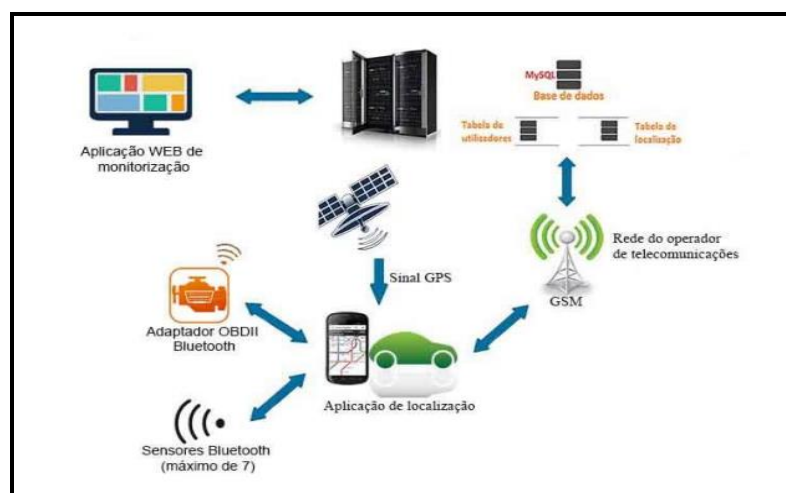 MySQL
Base de dados
Tabela de
utilizadores
Tabela de
localização
Aplicação WEB de
monitorização
Rede do operador
de telecomunicações
GSM
Sinal GPS
Adaptador OBDII
Bluetooth
Aplicação de localização
Sensores Bluetooth
(máximo de 7)